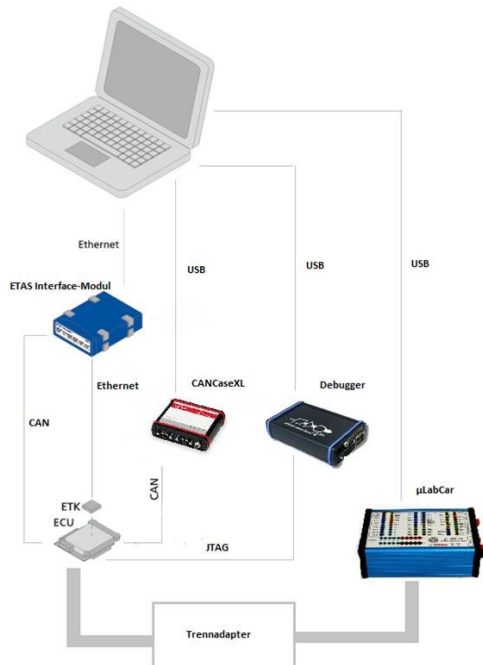 Ethernet
USB
USB
USB
ETAS Interface-Modul
Ethernet
CANCaseXL
Debugger
CAN
CAN
µLabCar
ETK
ECU
JTAG
Trennadapter